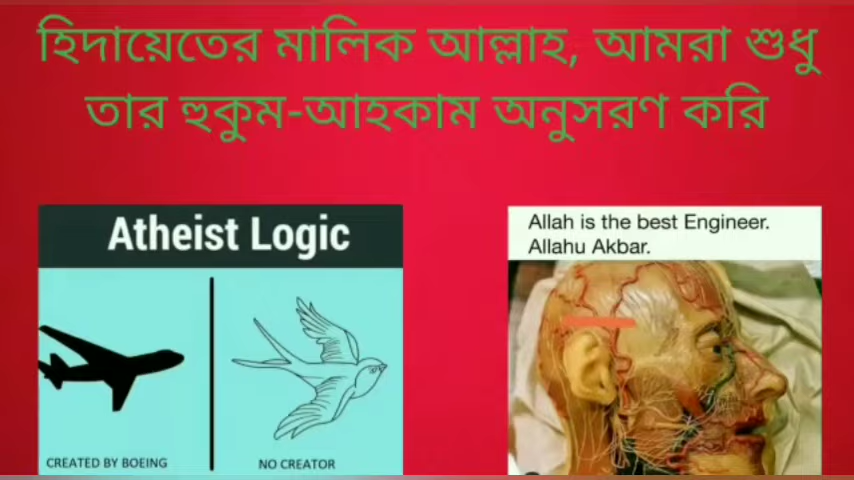 হিদায়েতের মালিক আল্লাহ, আমরা শুধু
তার হুকুম-আহকাম অনুসরণ করি
Atheist Logic
CREATED BY BOEING
NO CREATOR
Allah is the best Engineer.
Allahu Akbar.